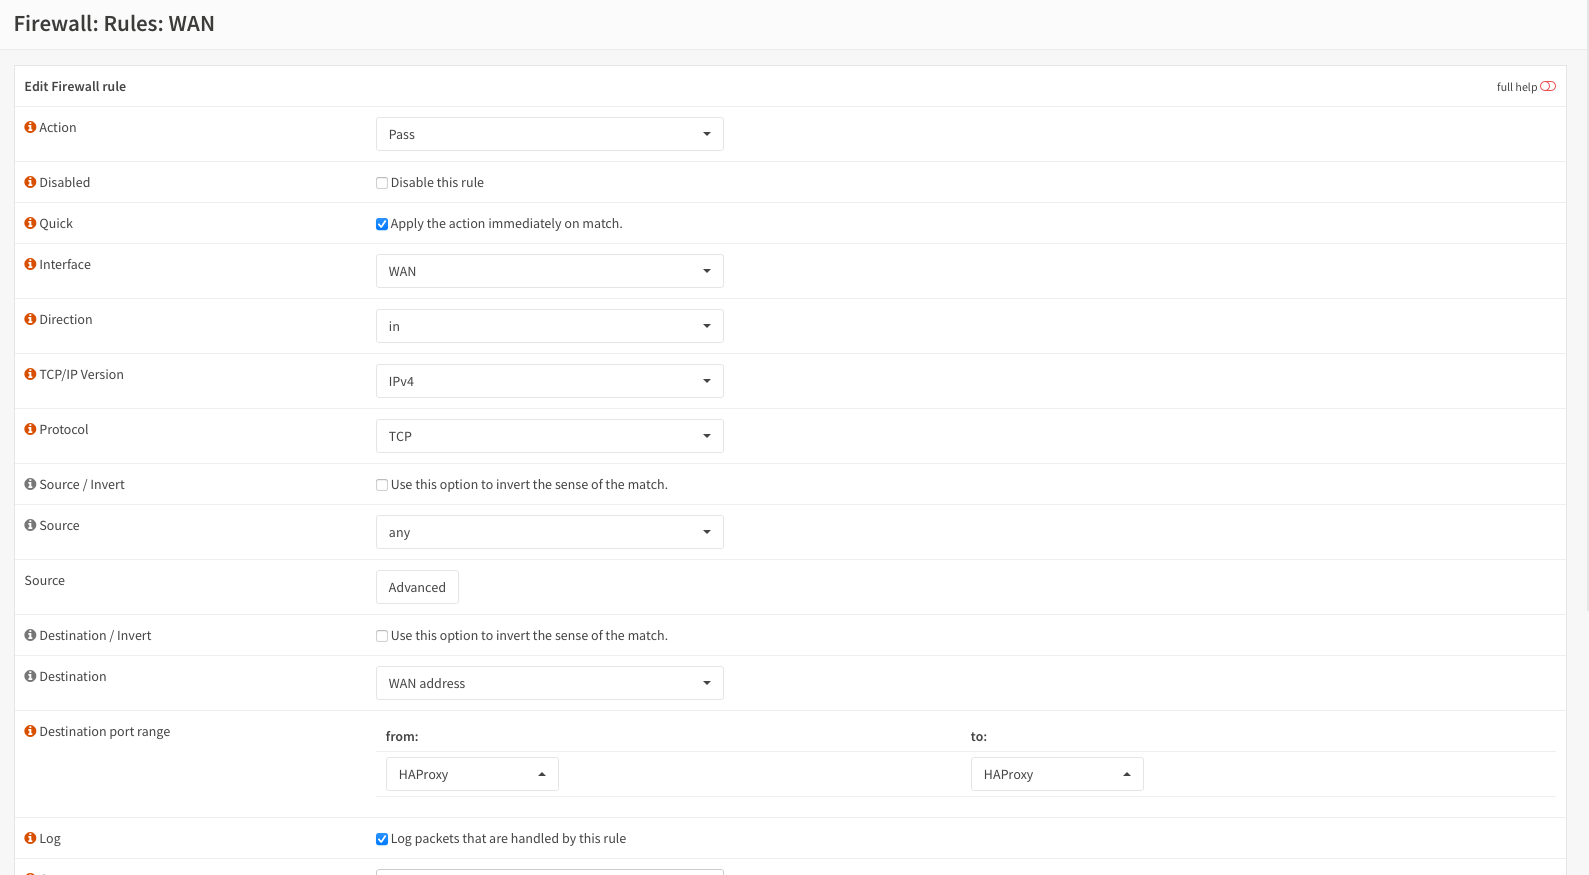 Firewall: Rules: WAN
Edit Firewall rule
full help
Action
Pass
Disabled
Disable this rule
Quick
Apply the action immediately on match.
Interface
WAN
Direction
in
TCP/IP Version
IPv4
Protocol
TCP
Source / Invert
Use this option to invert the sense of the match.
Source
any
Source
Advanced
Destination / Invert
Use this option to invert the sense of the match.
Destination
WAN address
Destination port range
from:
to:
HAProxy
HAProxy
Log
Log packets that are handled by this rule